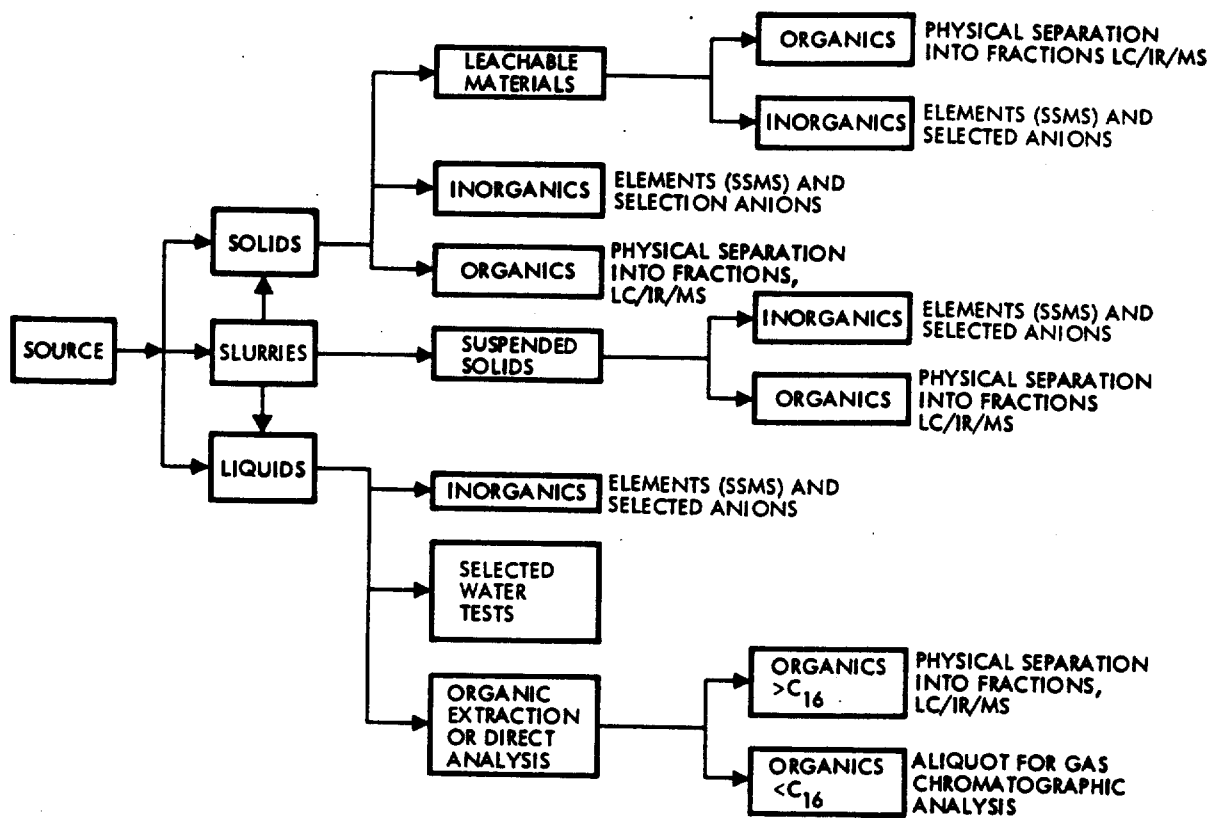 LEACHABLE
MATERIALS
ORGANICS
PHYSICAL SEPARATION
INTO FRACTIONS LC/IR/MS
INORGANICS
ELEMENTS (SSMS) AND
SELECTED ANIONS
INORGANICS
ELEMENTS (SSMS) AND
SELECTION ANIONS
SOLIDS
ORGANICS
PHYSICAL SEPARATION
INTO FRACTIONS,
LC/IR/MS
SOURCE
SLURRIES
SUSPENDED
SOLIDS
INORGANICS
ELEMENTS (SSMS) AND
SELECTED ANIONS
ORGANICS
PHYSICAL SEPARATION
INTO FRACTIONS
LC/IR/MS
LIQUIDS
INORGANICS
ELEMENTS (SSMS) AND
SELECTED ANIONS
SELECTED
WATER
TESTS
ORGANIC
EXTRACTION
OR DIRECT
ANALYSIS
ORGANICS
>C16
PHYSICAL SEPARATION
INTO FRACTIONS,
LC/IR/MS
ORGANICS
<C16
ALIQUOT FOR GAS
CHROMATOGRAPHIC
ANALYSIS